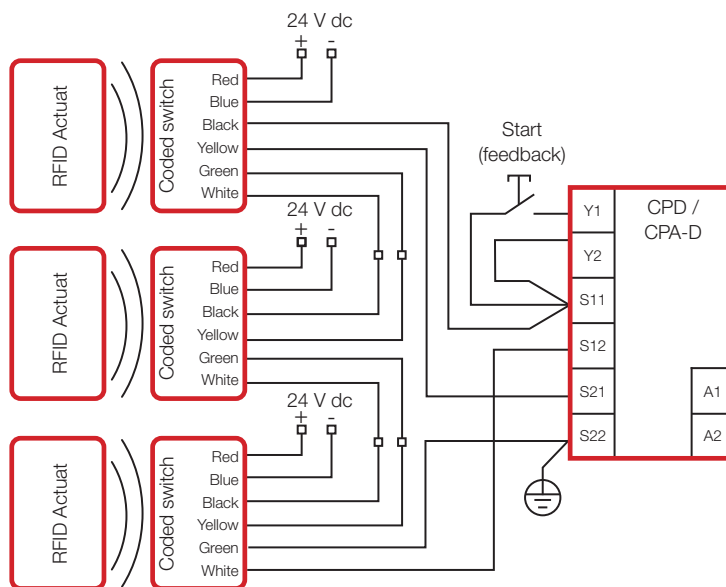 24 V dc
+ -
RFID Actuat
Coded switch
Red
Blue
Black
Yellow
Green
White
24 V dc
+ -
RFID Actuat
Coded switch
Red
Blue
Black
Yellow
Green
White
24 V dc
+ -
RFID Actuat
Coded switch
Red
Blue
Black
Yellow
Green
White
Start
(feedback)
Y1
Y2
S11
S12
S21
S22
CPD /
CPA-D
A1
A2